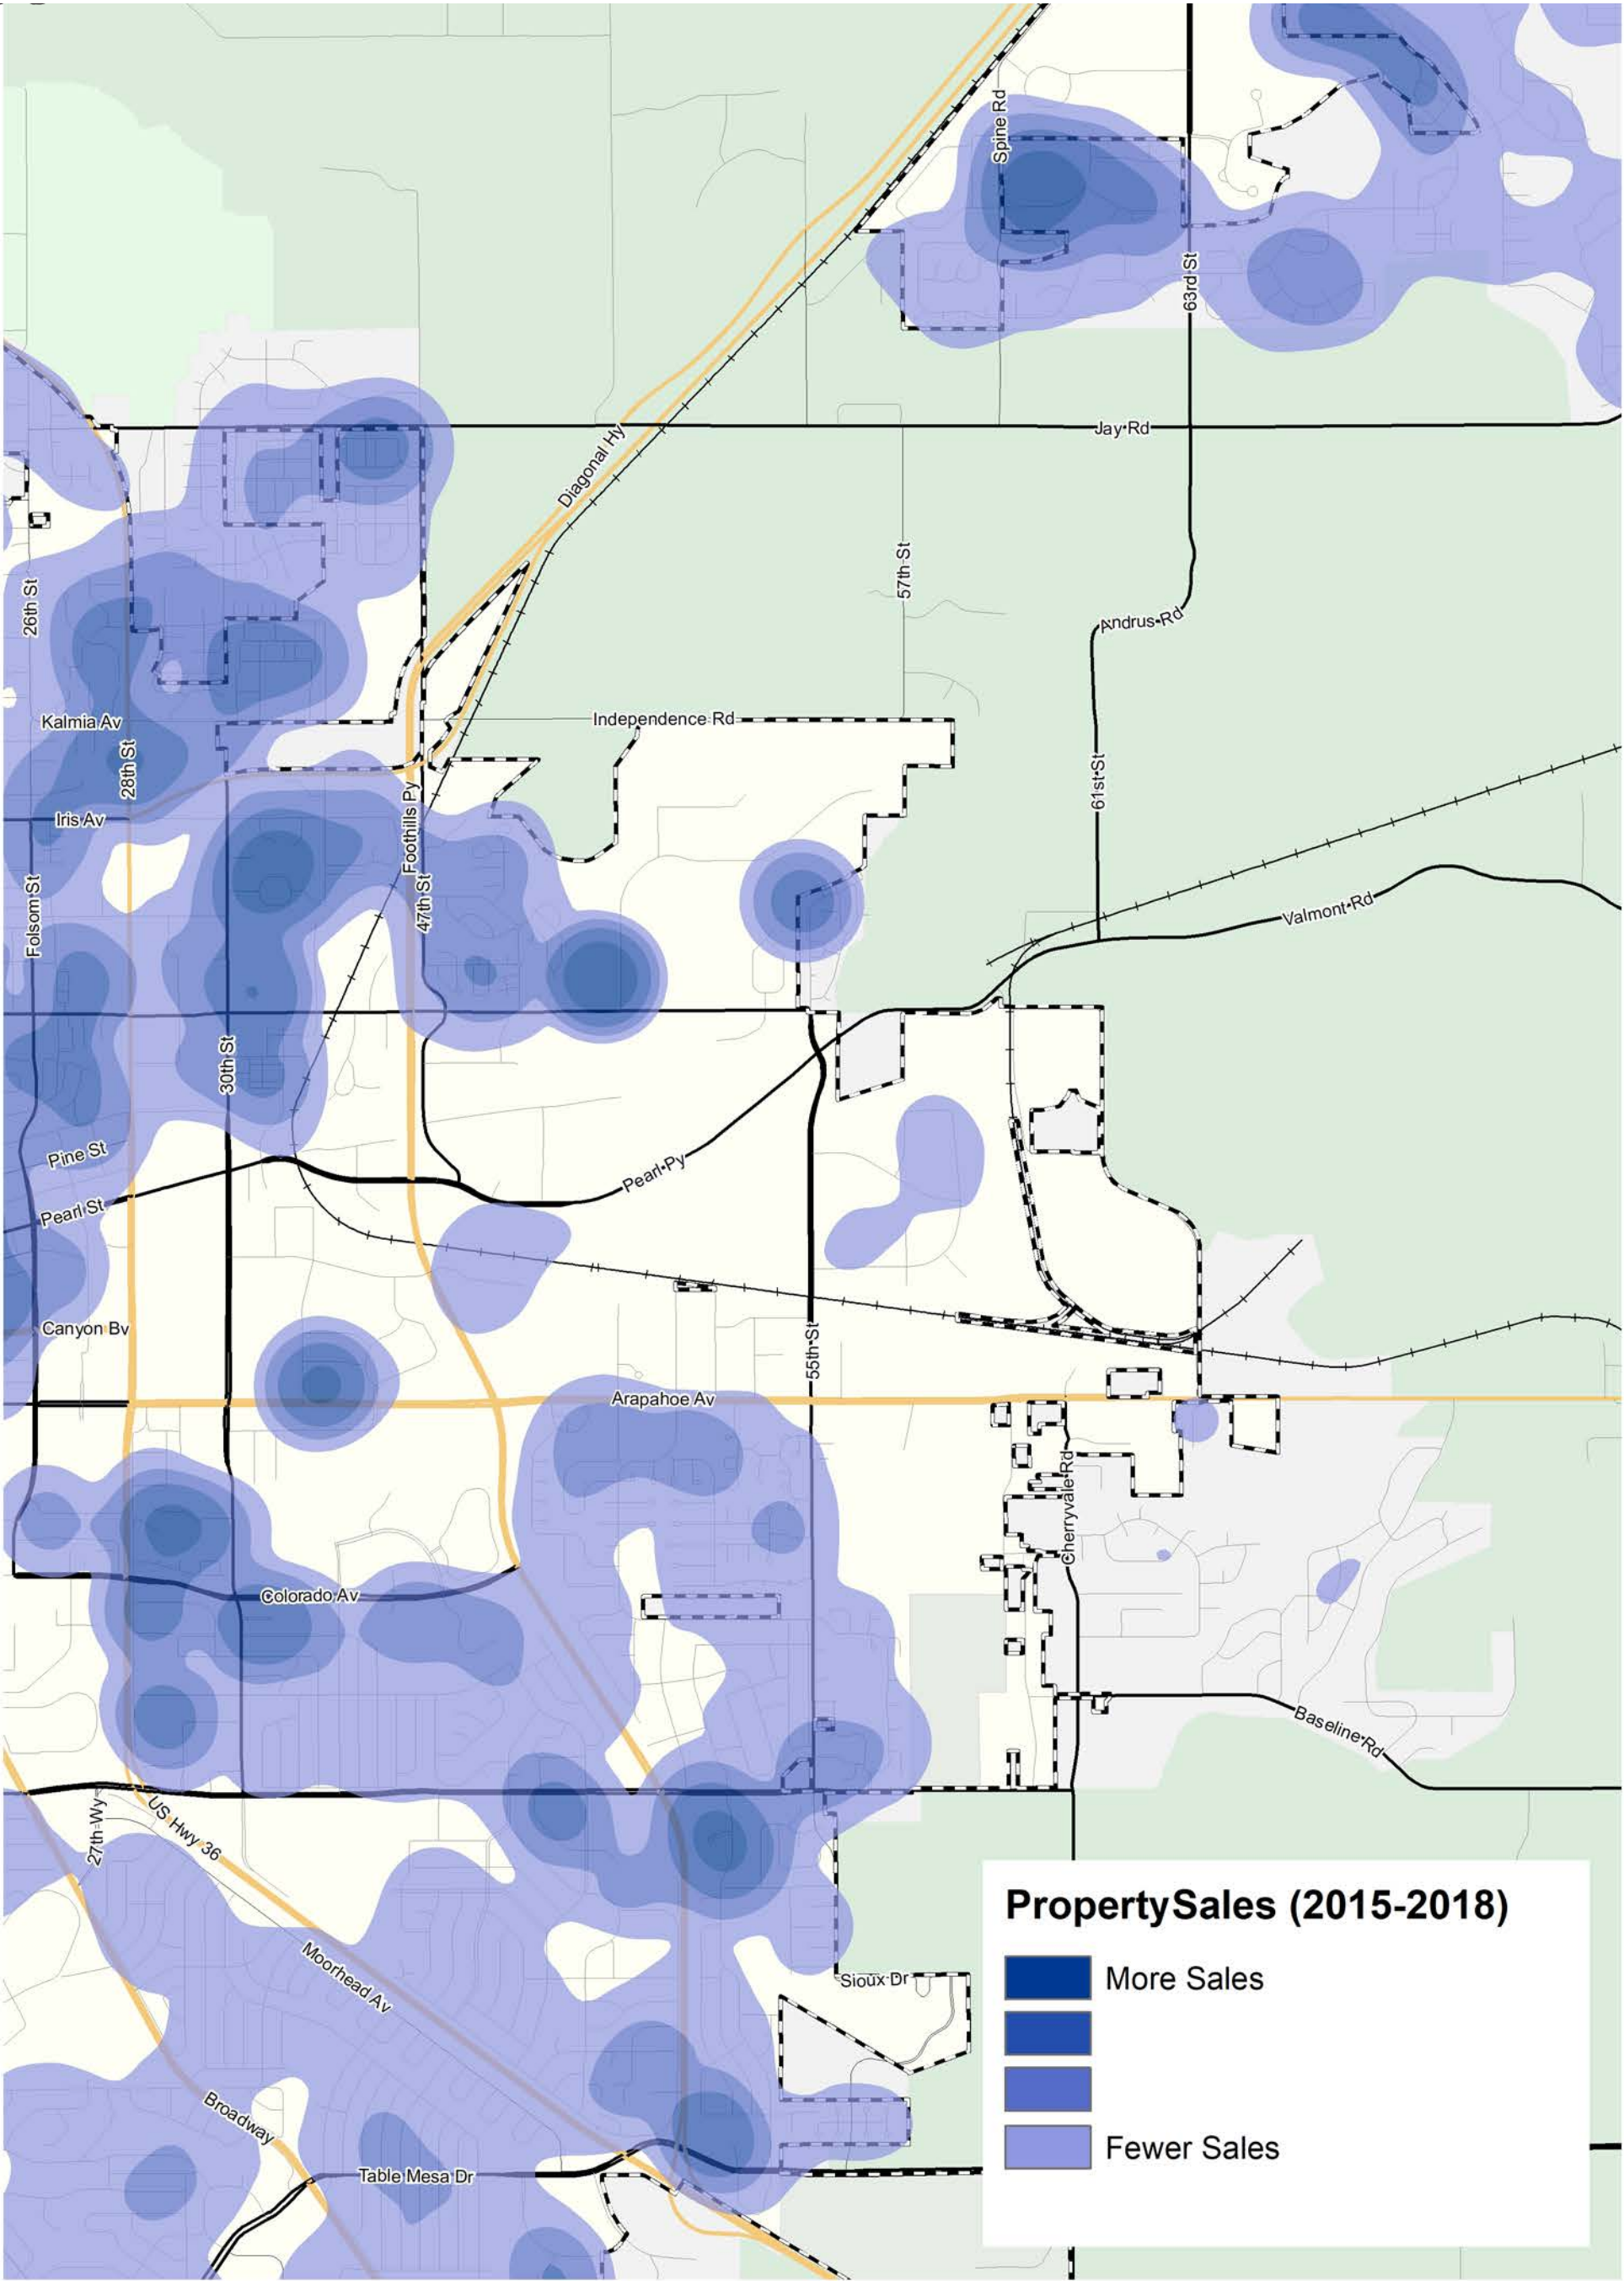 Spine Rd
63rd St
Jay Rd
Diagonal Hy
57th St
26th St
Andrus Rd
Kalmia Av
Independence Rd
28th St
61st St
Foothills Py
Iris Av
47th St
Folsom St
Valmont Rd
30th St
Pine St
Pearl Py
Pearl St
Canyon Bv
55th St
Arapahoe Av
Cherryvale Rd
Colorado Av
Baseline Rd
27th Wy
US Hwy 36
Moorhead Av
Sioux Dr
Broadway
Table Mesa Dr
PropertySales (2015-2018)
More Sales
Fewer Sales